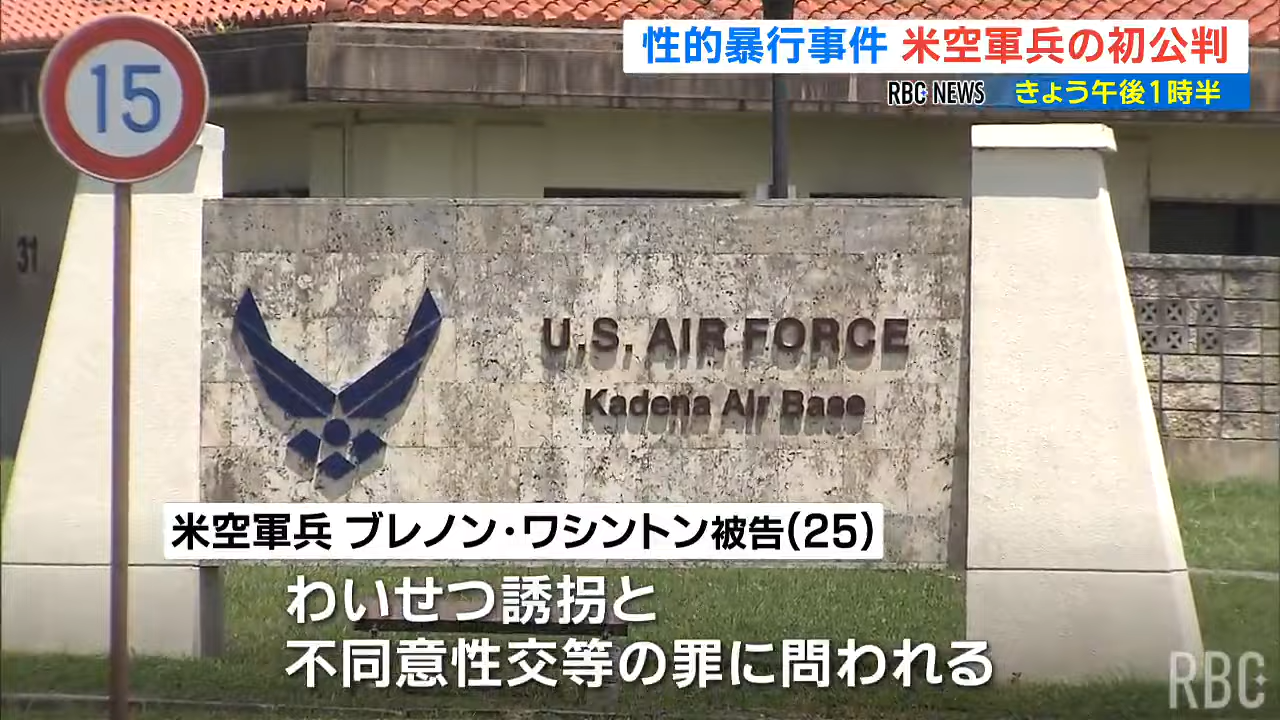 15
性的暴行事件 米空軍兵の初公判
RBC NEWS きょう午後1時半
31
U.S. AIR FORCE
Kadena Air Base
米空軍兵 ブレノン・ワシントン被告(25)
わいせつ誘拐と
不同意性交等の罪に問われる
RBC